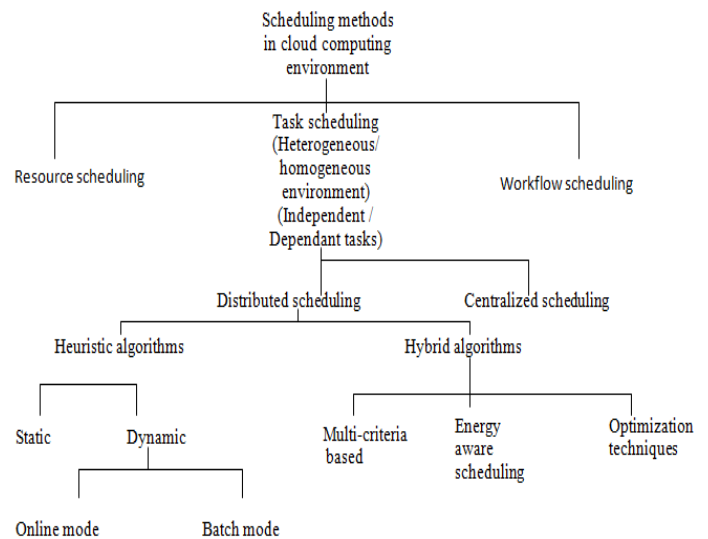 Scheduling methods
in cloud computing
environment
Task scheduling
(Heterogeneous/
homogeneous
environment)
(Independent /
Dependant tasks)
Resource scheduling
Workflow scheduling
Distributed scheduling
Centralized scheduling
Heuristic algorithms
Hybrid algorithms
Static
Dynamic
Multi-criteria
based
Energy
aware
scheduling
Optimization
techniques
Online mode
Batch mode